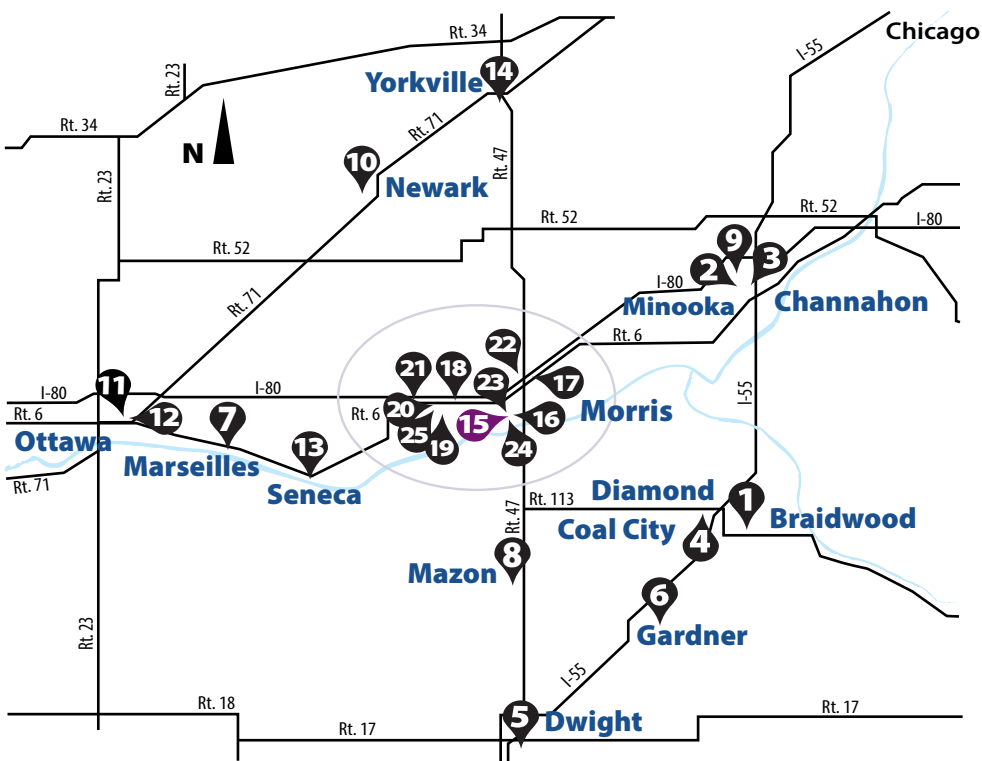 Chicago
Rt. 34
I-55
Rt. 23
14
Yorkville
Rt. 34
Rt. 71
N
10
Rt. 47
Newark
Rt. 23
Rt. 52
Rt. 52
I-80
Rt. 52
9
3
2
I-80
Minooka
Channahon
Rt. 71
Rt. 6
22
21
18
23
17
11
I-80
I-80
I-55
Rt. 6
12
7
Rt. 6
20
15
16
Morris
Ottawa
25
19
24
13
Marseilles
Rt. 71
Seneca
Diamond
Rt. 113
1
Rt. 47
Coal City
Braidwood
4
8
Mazon
6
Rt. 23
Gardner
I-55
Rt. 18
5
Dwight
Rt. 17
Rt. 17